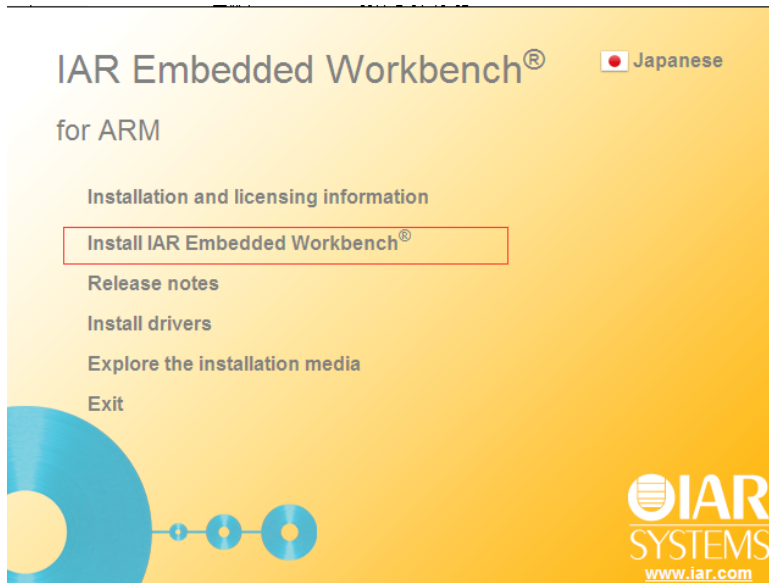 IAR Embedded Workbench®
Japanese
for ARM
Installation and licensing information
Install IAR Embedded Workbench®
Release notes
Install drivers
Explore the installation media
Exit
IAR
SYSTEMS
www.iar.com